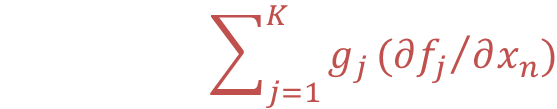 ∑_{j=1}^{K} g_j (∂f_j/∂x_n)